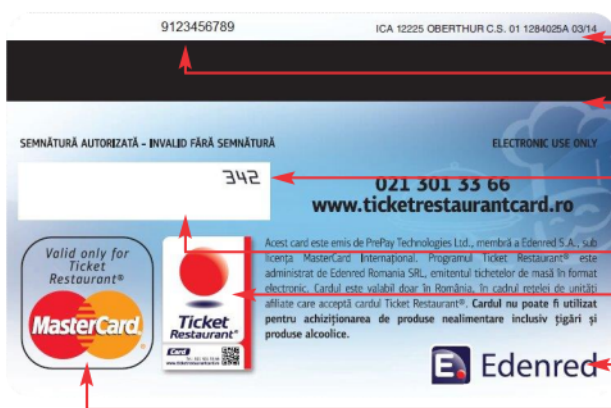 9123456789 ICA 12225 OBERTHUR C.S. 01 1284025A 03/14
SEMNĂTURĂ AUTORIZATĂ - INVALID FĂRĂ SEMNĂTURĂ ELECTRONIC USE ONLY
342
021 301 33 66
www.ticketrestaurantcard.ro
Acest card este emis de PrePay Technologies Ltd., membră a Edenred S.A., sub
licența MasterCard Internațional. Programul Ticket Restaurant® este
administrat de Edenred Romania SRL, emitentul tichetelor de masă în format
electronic. Cardul este valabil doar în România, în cadrul rețelei de unități
afiliate care acceptă cardul Ticket Restaurant®. Cardul nu poate fi utilizat
pentru achiziționarea de produse nealimentare inclusiv țigări și
produse alcoolice.
Valid only for
Ticket
Restaurant®
MasterCard
Ticket
Restaurant®
Card
Edenred